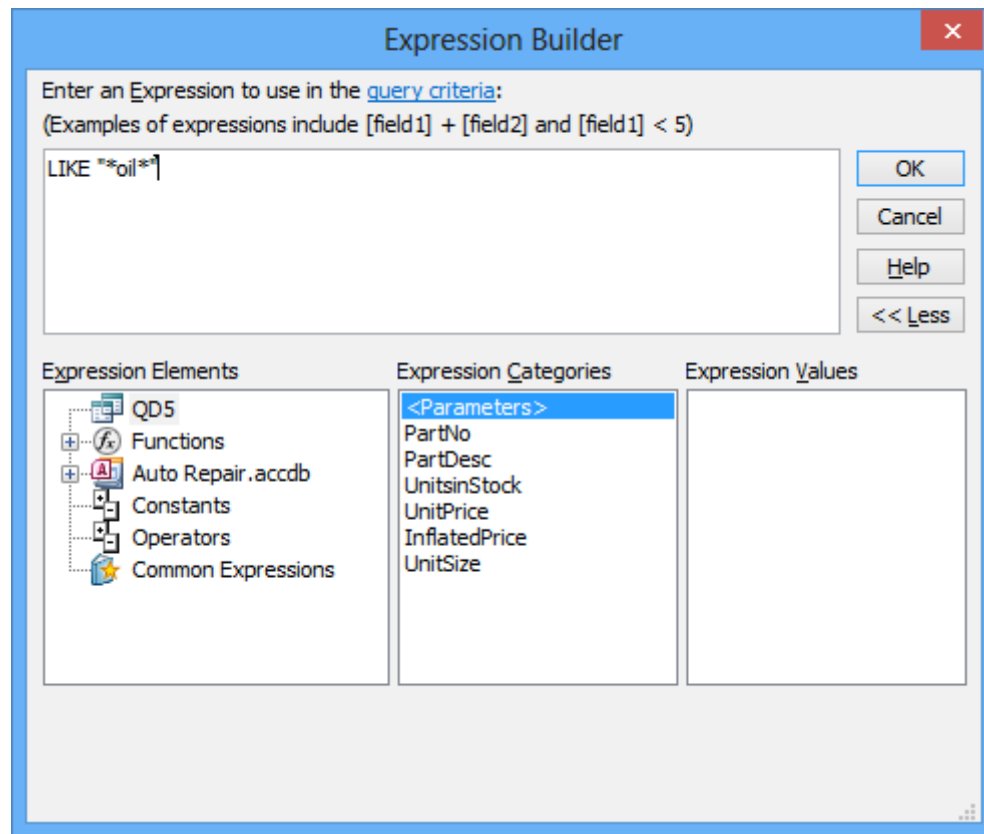 Expression Builder
Enter an Expression to use in the query criteria:
(Examples of expressions include [field1] + [field2] and [field1] < 5)
LIKE "*oil*"
OK
Cancel
Help
<< Less
Expression Elements
QD5
Functions
Auto Repair.accdb
Constants
Operators
Common Expressions
Expression Categories
<Parameters>
PartNo
PartDesc
UnitsinStock
UnitPrice
InflatedPrice
UnitSize
Expression Values